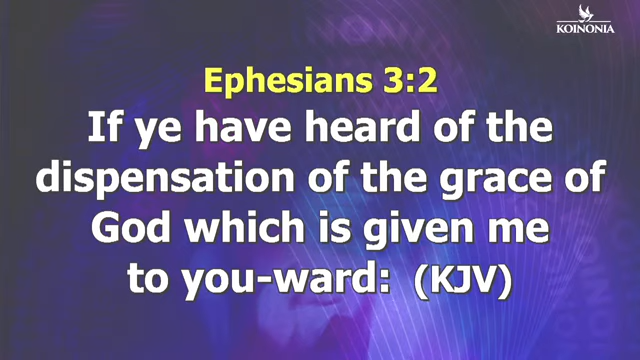 KOINONIA
Ephesians 3:2
If ye have heard of the
dispensation of the grace of
God which is given me
to you-ward: (KJV)